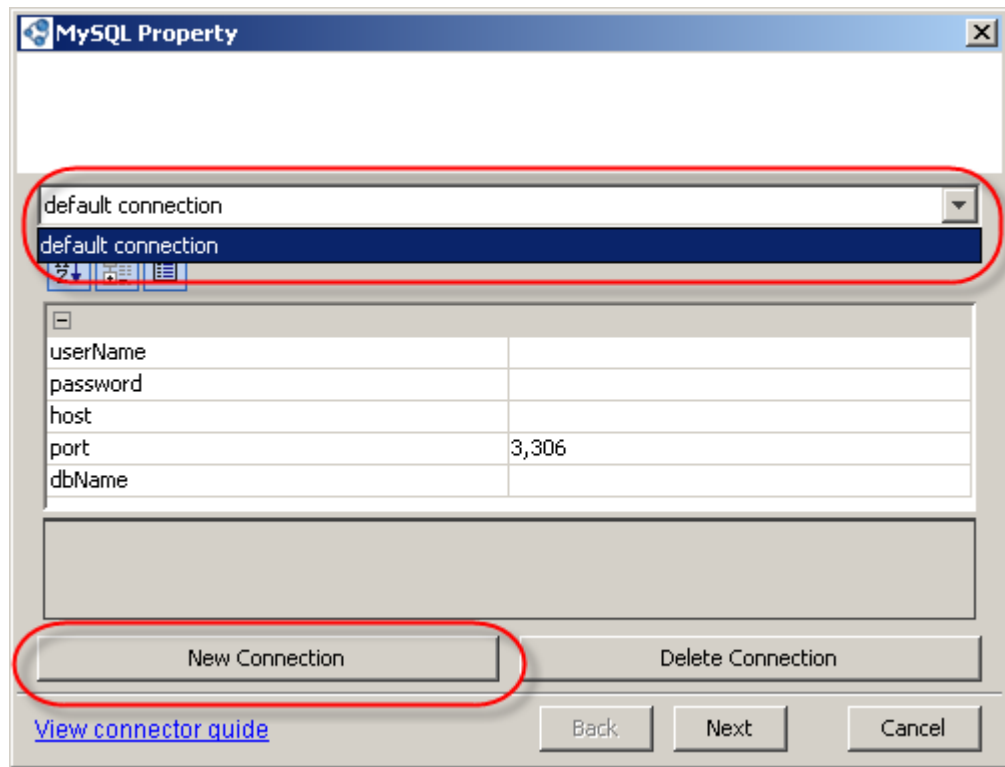 MySQL Property
default connection
default connection
userName
password
host
port 3,306
dbName
New Connection Delete Connection
View connector guide Back Next Cancel